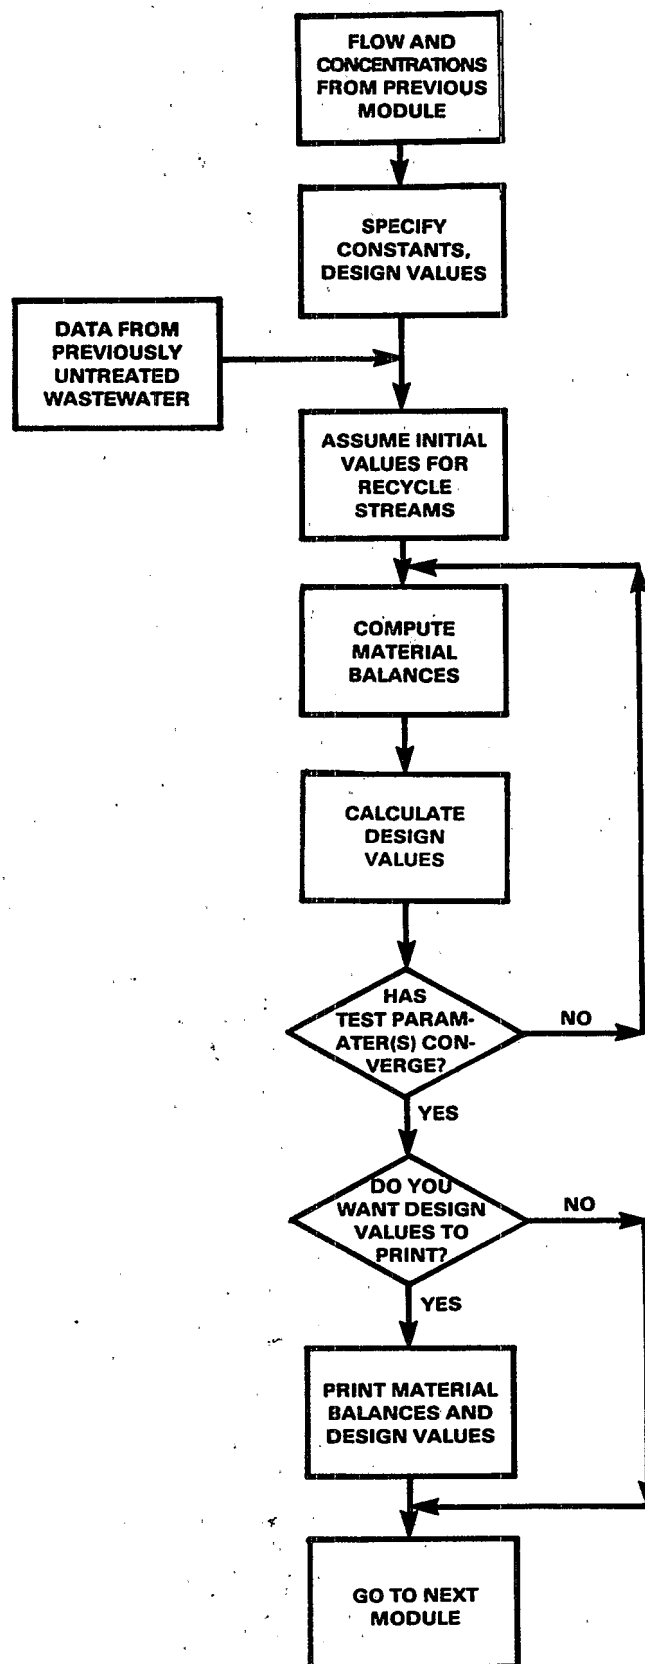 FLOW AND
CONCENTRATIONS
FROM PREVIOUS
MODULE
SPECIFY
CONSTANTS,
DESIGN VALUES
DATA FROM
PREVIOUSLY
UNTREATED
WASTEWATER
ASSUME INITIAL
VALUES FOR
RECYCLE
STREAMS
COMPUTE
MATERIAL
BALANCES
CALCULATE
DESIGN
VALUES
HAS
TEST PARAM-
ATER(S) CON-
VERGE?
NO
YES
DO YOU
WANT DESIGN
VALUES TO
PRINT?
NO
YES
PRINT MATERIAL
BALANCES AND
DESIGN VALUES
GO TO NEXT
MODULE